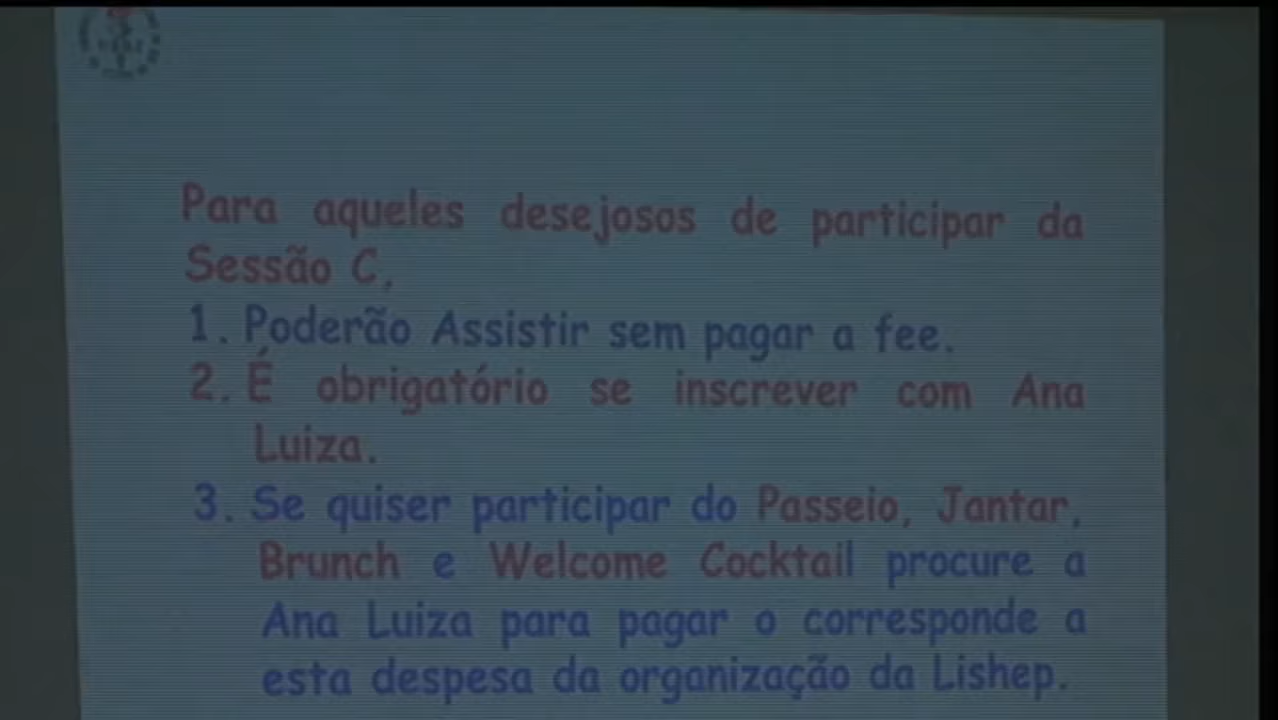 Para aqueles desejosos de participar da
Sessão C,
1. Poderão Assistir sem pagar a fee.
2. É obrigatório se inscrever com Ana
Luiza.
3. Se quiser participar do Passeio, Jantar,
Brunch e Welcome Cocktail procure a
Ana Luiza para pagar o corresponde a
esta despesa da organização da Lishep.